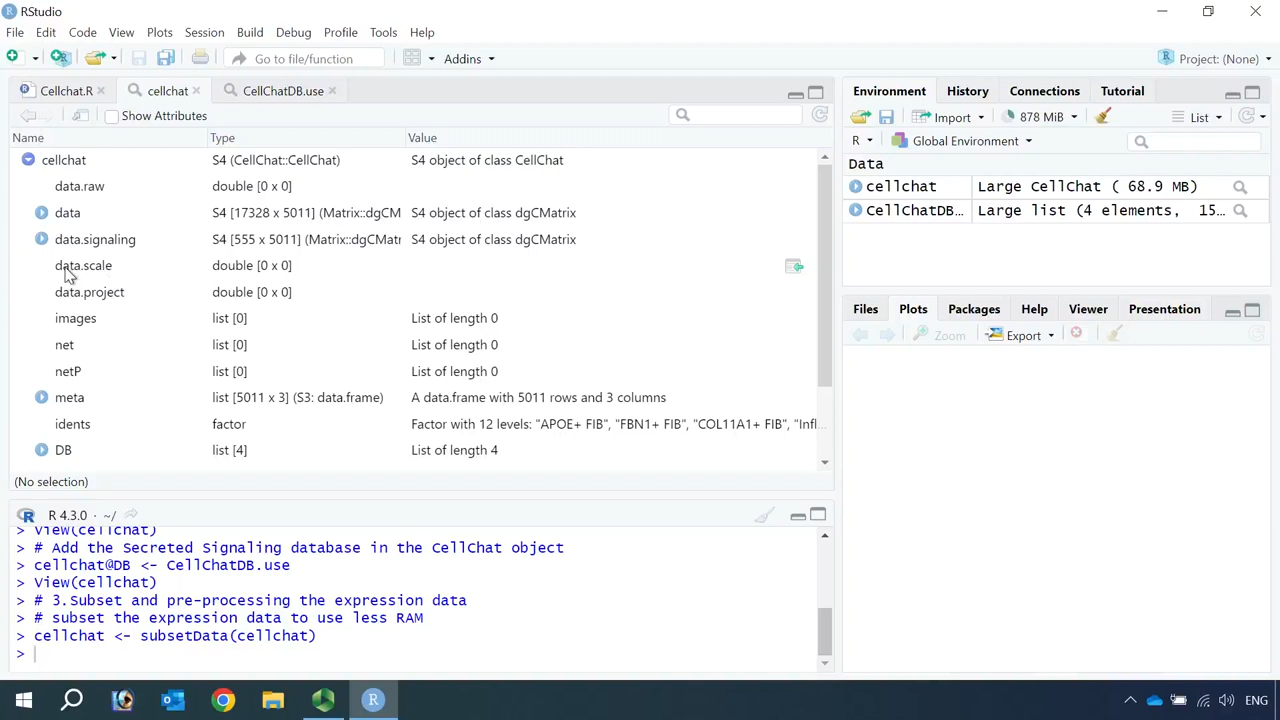 RStudio
File Edit Code View Plots Session Build Debug Profile Tools Help
Go to file/function Addins Project: (None)
Cellchat.R cellchat CellChatDB.use
Show Attributes
Name Type Value
cellchat S4 (CellChat::CellChat) S4 object of class CellChat
data.raw double [0 x 0]
data S4 [17328 x 5011] (Matrix::dgCM S4 object of class dgCMatrix
data.signaling S4 [555 x 5011] (Matrix::dgCMatr S4 object of class dgCMatrix
data.scale double [0 x 0]
data.project double [0 x 0]
images list [0] List of length 0
net list [0] List of length 0
netP list [0] List of length 0
meta list [5011 x 3] (S3: data.frame) A data.frame with 5011 rows and 3 columns
idents factor Factor with 12 levels: "APOE+ FIB", "FBN1+ FIB", "COL11A1+ FIB", "Infl...
DB list [4] List of length 4
(No selection)
R 4.3.0 · ~/
> View(cellchat)
> # Add the Secreted Signaling database in the CellChat object
> cellchat@DB <- CellChatDB.use
> View(cellchat)
> # 3.Subset and pre-processing the expression data
> # subset the expression data to use less RAM
> cellchat <- subsetData(cellchat)
>
Environment History Connections Tutorial
Import 878 MiB List
R Global Environment
Data
cellchat Large CellChat ( 68.9 MB)
CellChatDB... Large list (4 elements, 15...
Files Plots Packages Help Viewer Presentation
Zoom Export
ENG